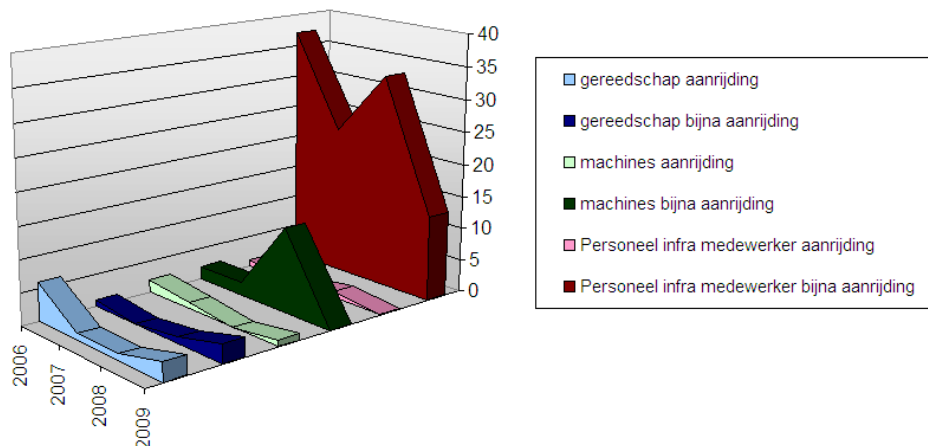 40
35
30
25
20
15
10
5
0
2006
2007
2008
2009
gereedschap aanrijding
gereedschap bijna aanrijding
machines aanrijding
machines bijna aanrijding
Personeel infra medewerker aanrijding
Personeel infra medewerker bijna aanrijding